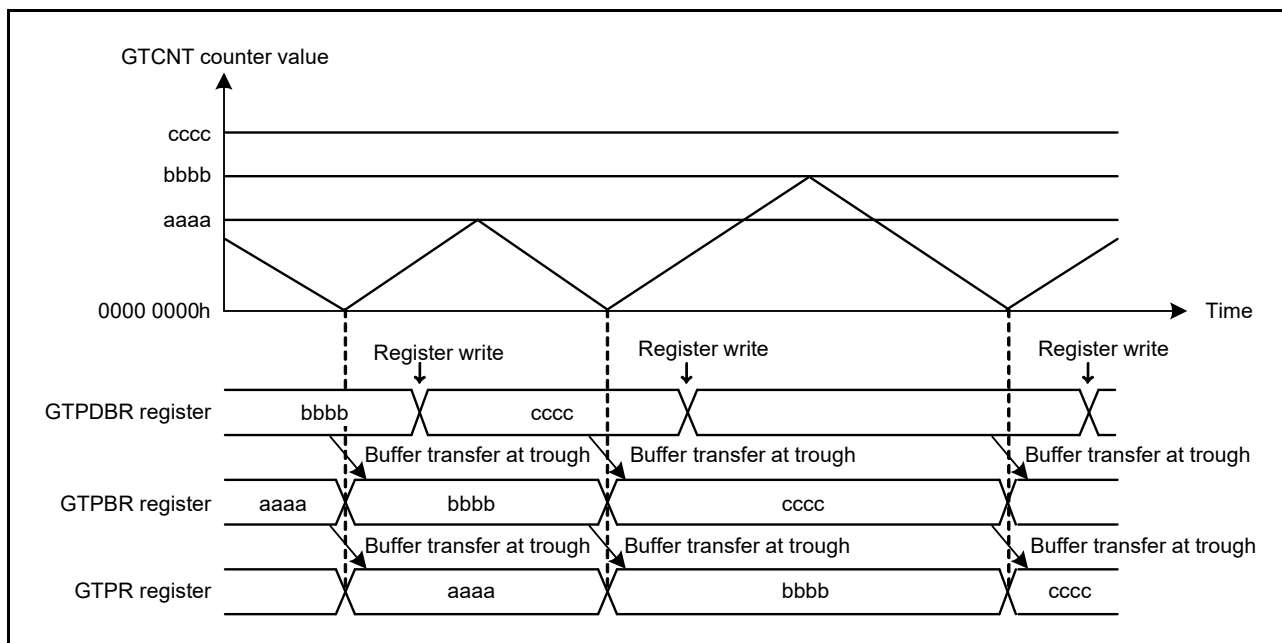 GTCNT counter value
cccc
bbbb
aaaa
0000 0000h
Time
Register write Register write Register write
GTPDBR register bbbb cccc
Buffer transfer at trough Buffer transfer at trough Buffer transfer at trough
GTPBR register aaaa bbbb cccc
Buffer transfer at trough Buffer transfer at trough Buffer transfer at trough
GTPR register aaaa bbbb cccc